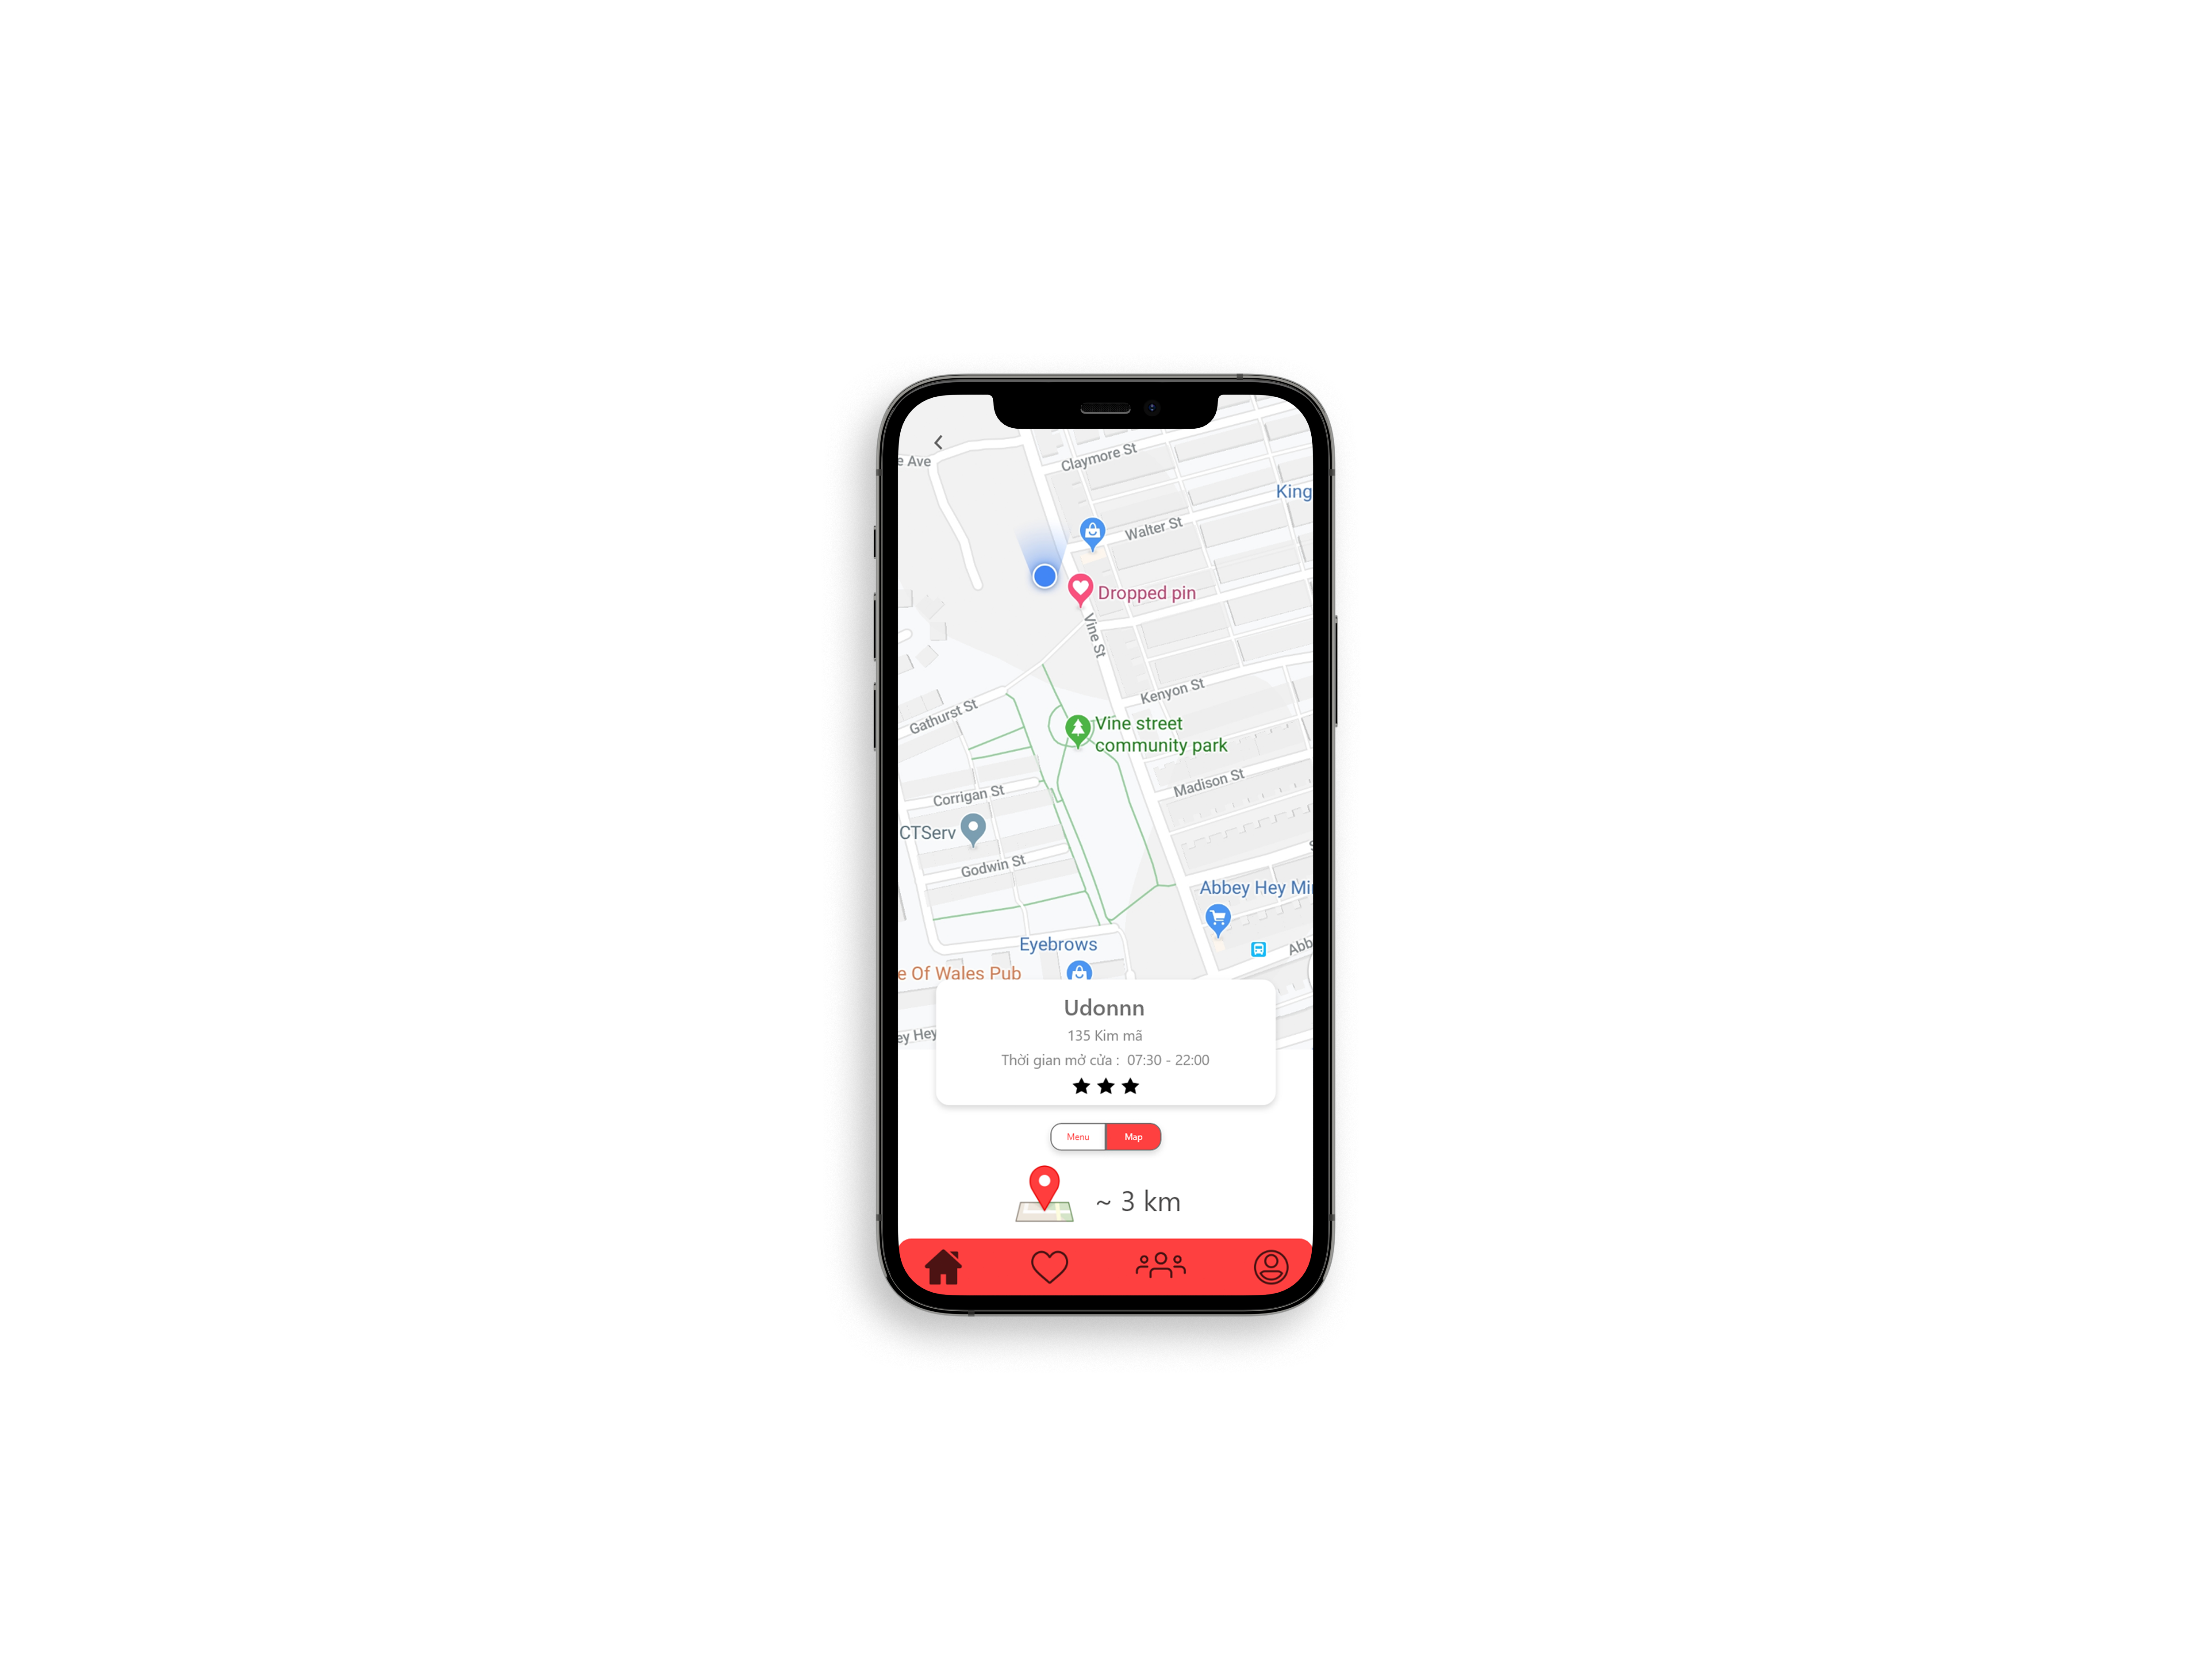 e Ave
Claymore St
King
Walter St
Dropped pin
Vine St
Kenyon St
Gathurst St
Vine street
community park
Madison St
Corrigan St
CTServ
Godwin St
Abbey Hey Mi
Eyebrows
Abb
e Of Wales Pub
Udonnn
ey Hey
135 Kim mã
Thời gian mở cửa : 07:30 - 22:00
Menu
Map
~ 3 km